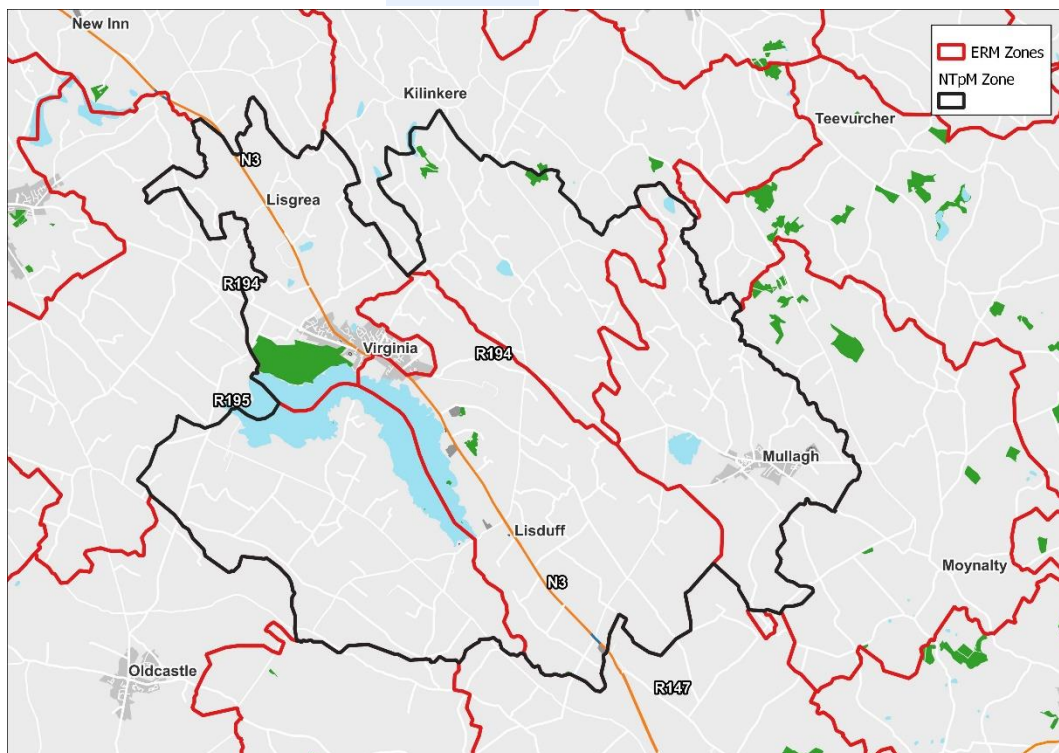 New Inn
ERM Zones
NTpM Zone
Kilinkere
Teevurcher
N3
Lisgrea
R194
Virginia
R194
R195
Mullagh
Lisduff
Moynalty
N3
Oldcastle
R147